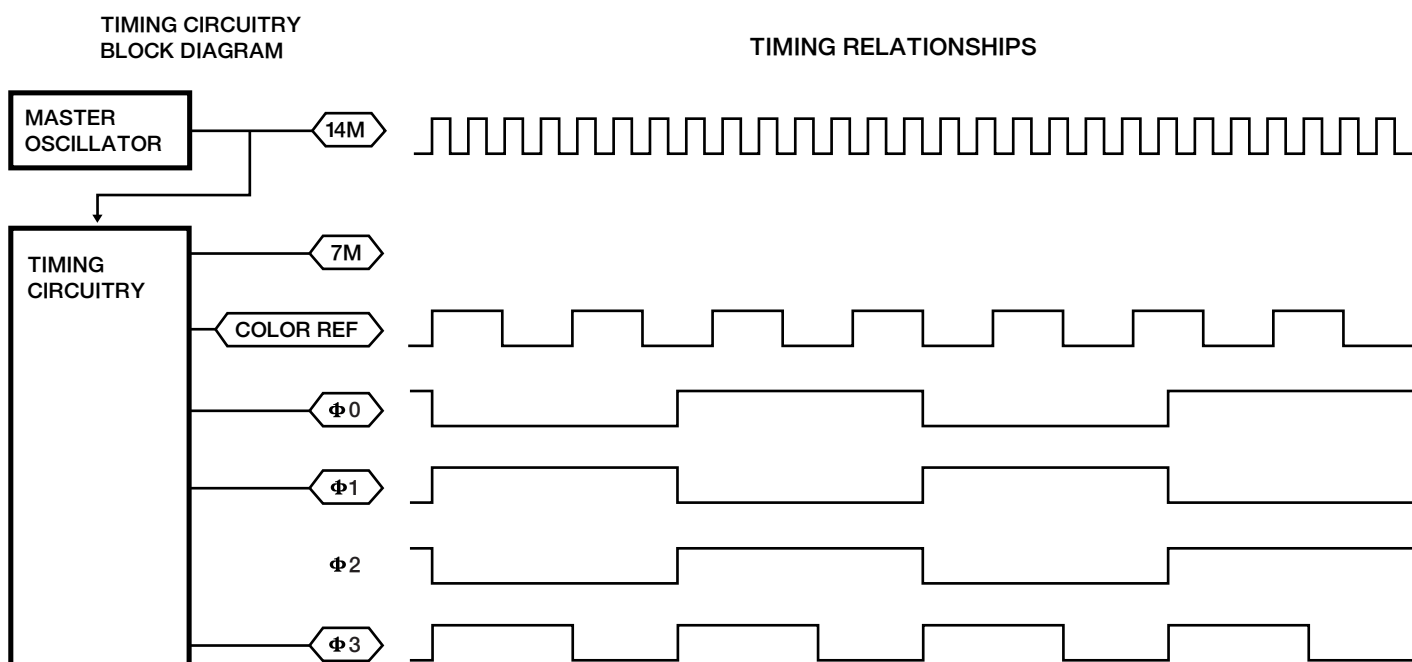 TIMING CIRCUITRY
BLOCK DIAGRAM
TIMING RELATIONSHIPS
MASTER
OSCILLATOR
14M
TIMING
CIRCUITRY
7M
COLOR REF
Φ0
Φ1
Φ2
Φ3